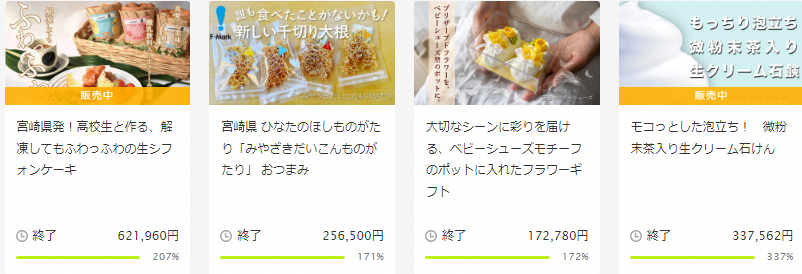 解凍しても
ふわっふわ
販売中
宮崎県発！高校生と作る、解
凍してもふわっふわの生シフ
ォンケーキ
終了
621,960円
207%
誰も食べたことがないかも!
新しい千切り大根
F-Mark
宮崎県 ひなたのほしものがた
り「みやざきだいこんものが
たり」 おつまみ
終了
256,500円
171%
プリザーブドフラワーを、
ベビーシューズ型のポットに。
大切なシーンに彩りを届け
る、ベビーシューズモチーフ
のポットに入れたフラワーギ
フト
終了
172,780円
172%
もっちり泡立ち
微粉末茶入り
生クリーム石鹸
販売中
モコっとした泡立ち！　微粉
末茶入り生クリーム石けん
終了
337,562円
337%